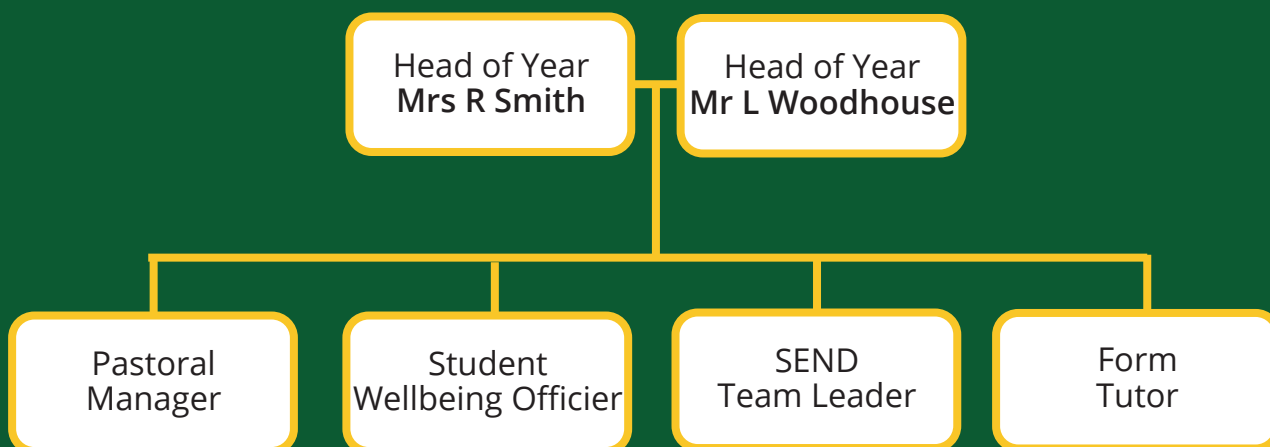 Head of Year
Mrs R Smith
Head of Year
Mr L Woodhouse
Pastoral
Manager
Student
Wellbeing Officier
SEND
Team Leader
Form
Tutor